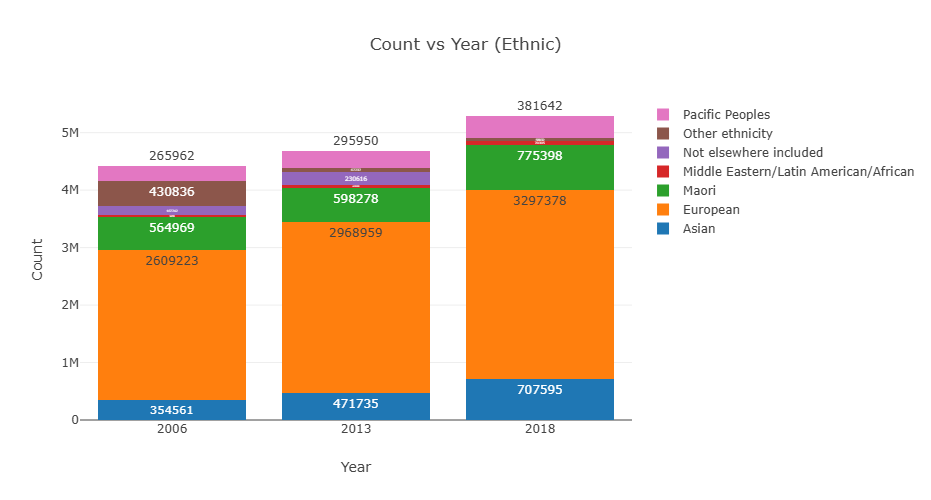 Count vs Year (Ethnic)
381642
295950
265962
5M
4M
3M
2M
1M
0
Count
430836
564969
2609223
354561
230616
598278
2968959
471735
775398
3297378
707595
2006
2013
2018
Year
Pacific Peoples
Other ethnicity
Not elsewhere included
Middle Eastern/Latin American/African
Maori
European
Asian